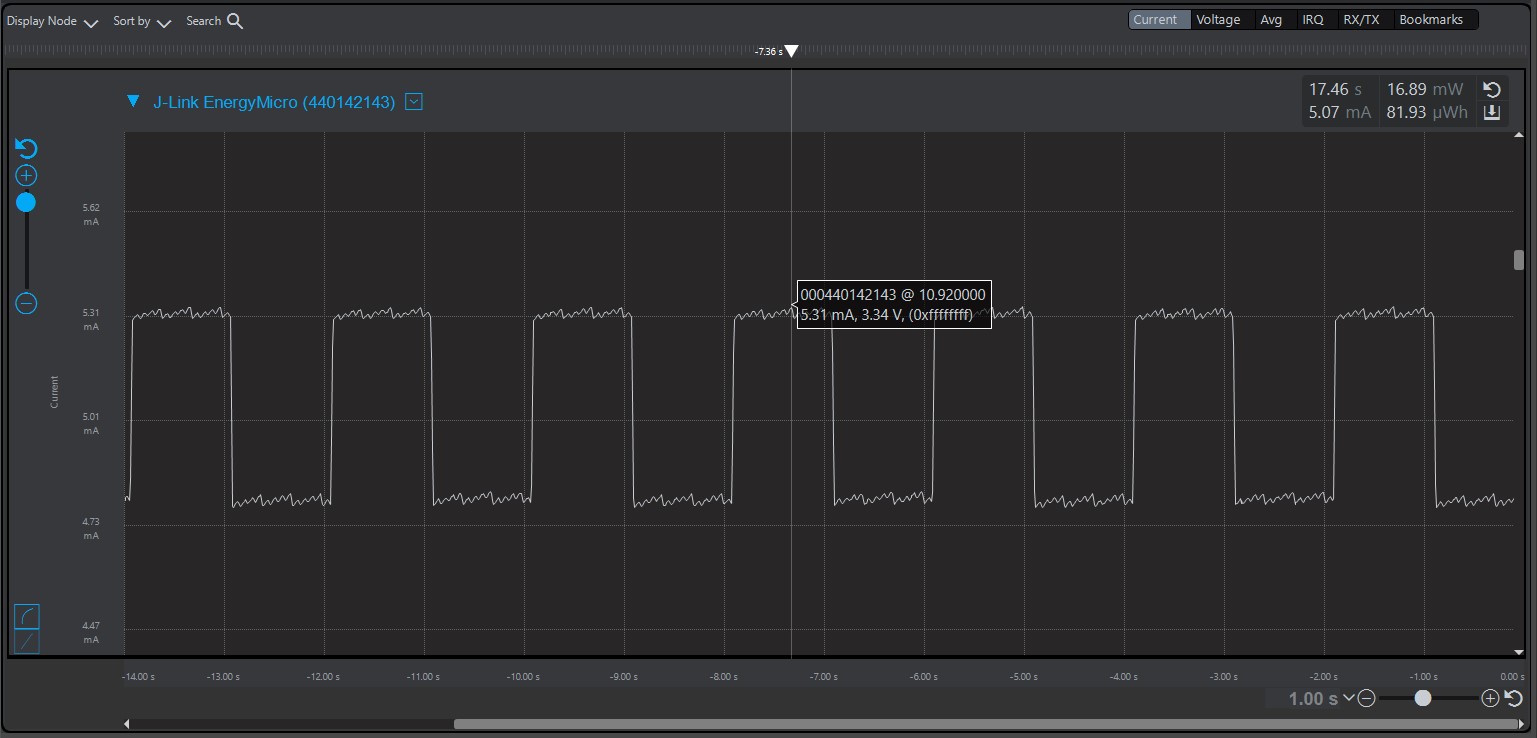 Display Node Sort by Search Current Voltage Avg IRQ RX/TX Bookmarks
-7.36 s
J-Link EnergyMicro (440142143)
17.46 s 16.89 mW
5.07 mA 81.93 µWh
5.62
mA
000440142143 @ 10.920000
5.31 mA, 3.34 V, (0xffffffff)
5.31
mA
Current
5.01
mA
4.73
mA
4.47
mA
-14.00 s -13.00 s -12.00 s -11.00 s -10.00 s -9.00 s -8.00 s -7.00 s -6.00 s -5.00 s -4.00 s -3.00 s -2.00 s -1.00 s 0.00 s
1.00 s